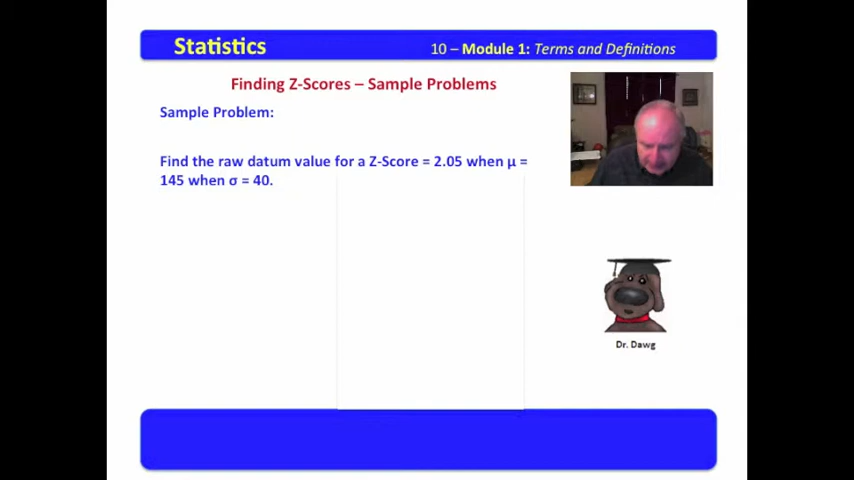 Statistics
10 – Module 1: Terms and Definitions
Finding Z-Scores – Sample Problems
Sample Problem:
Find the raw datum value for a Z-Score = 2.05 when μ =
145 when σ = 40.
Dr. Dawg